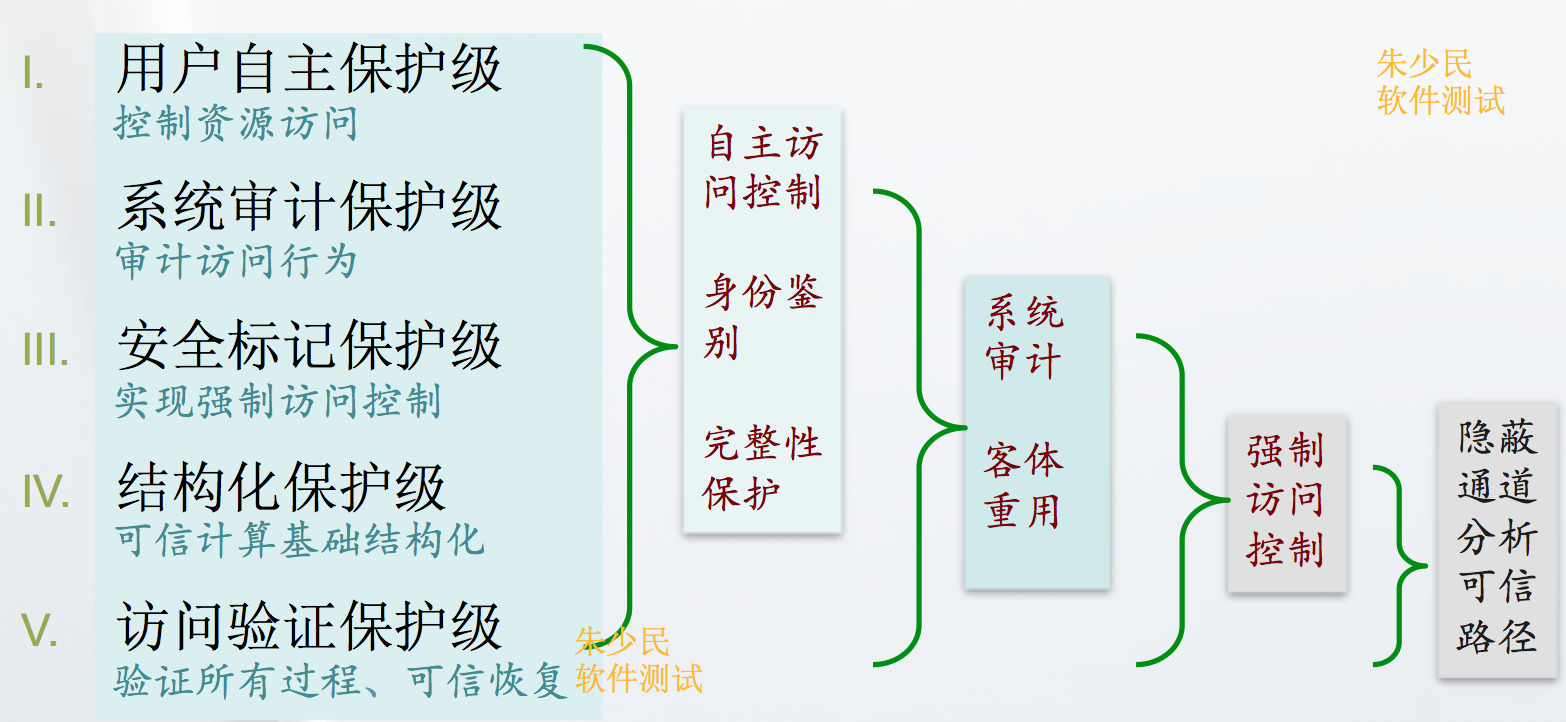 I. 用户自主保护级
控制资源访问
II. 系统审计保护级
审计访问行为
III. 安全标记保护级
实现强制访问控制
IV. 结构化保护级
可信计算基础结构化
V. 访问验证保护级
验证所有过程、可信恢复
自主访
问控制
身份鉴
别
完整性
保护
系统
审计
客体
重用
强制
访问
控制
隐蔽
通道
分析
可信
路径
朱少民
软件测试
朱少民
软件测试